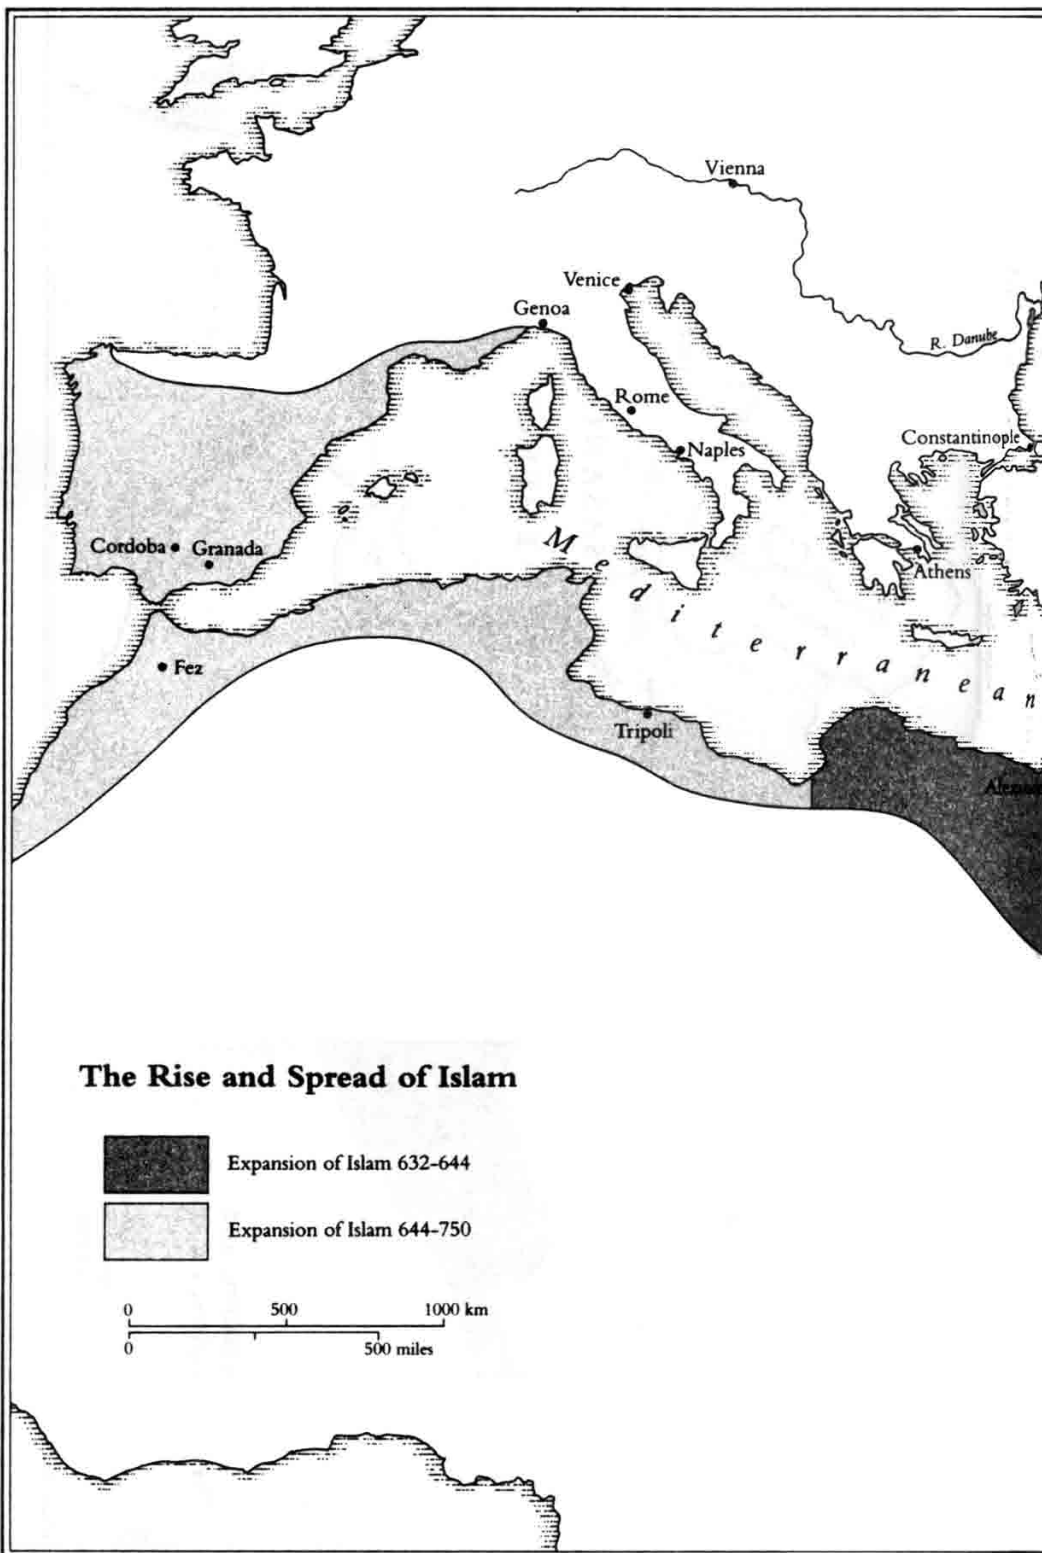 Vienna
Venice
Genoa
R. Danube
Rome
Constantinople
Naples
Cordoba
Granada
Athens
Mediterranean
Fez
Tripoli
The Rise and Spread of Islam
Expansion of Islam 632-644
Expansion of Islam 644-750
0 500 1000 km
0 500 miles